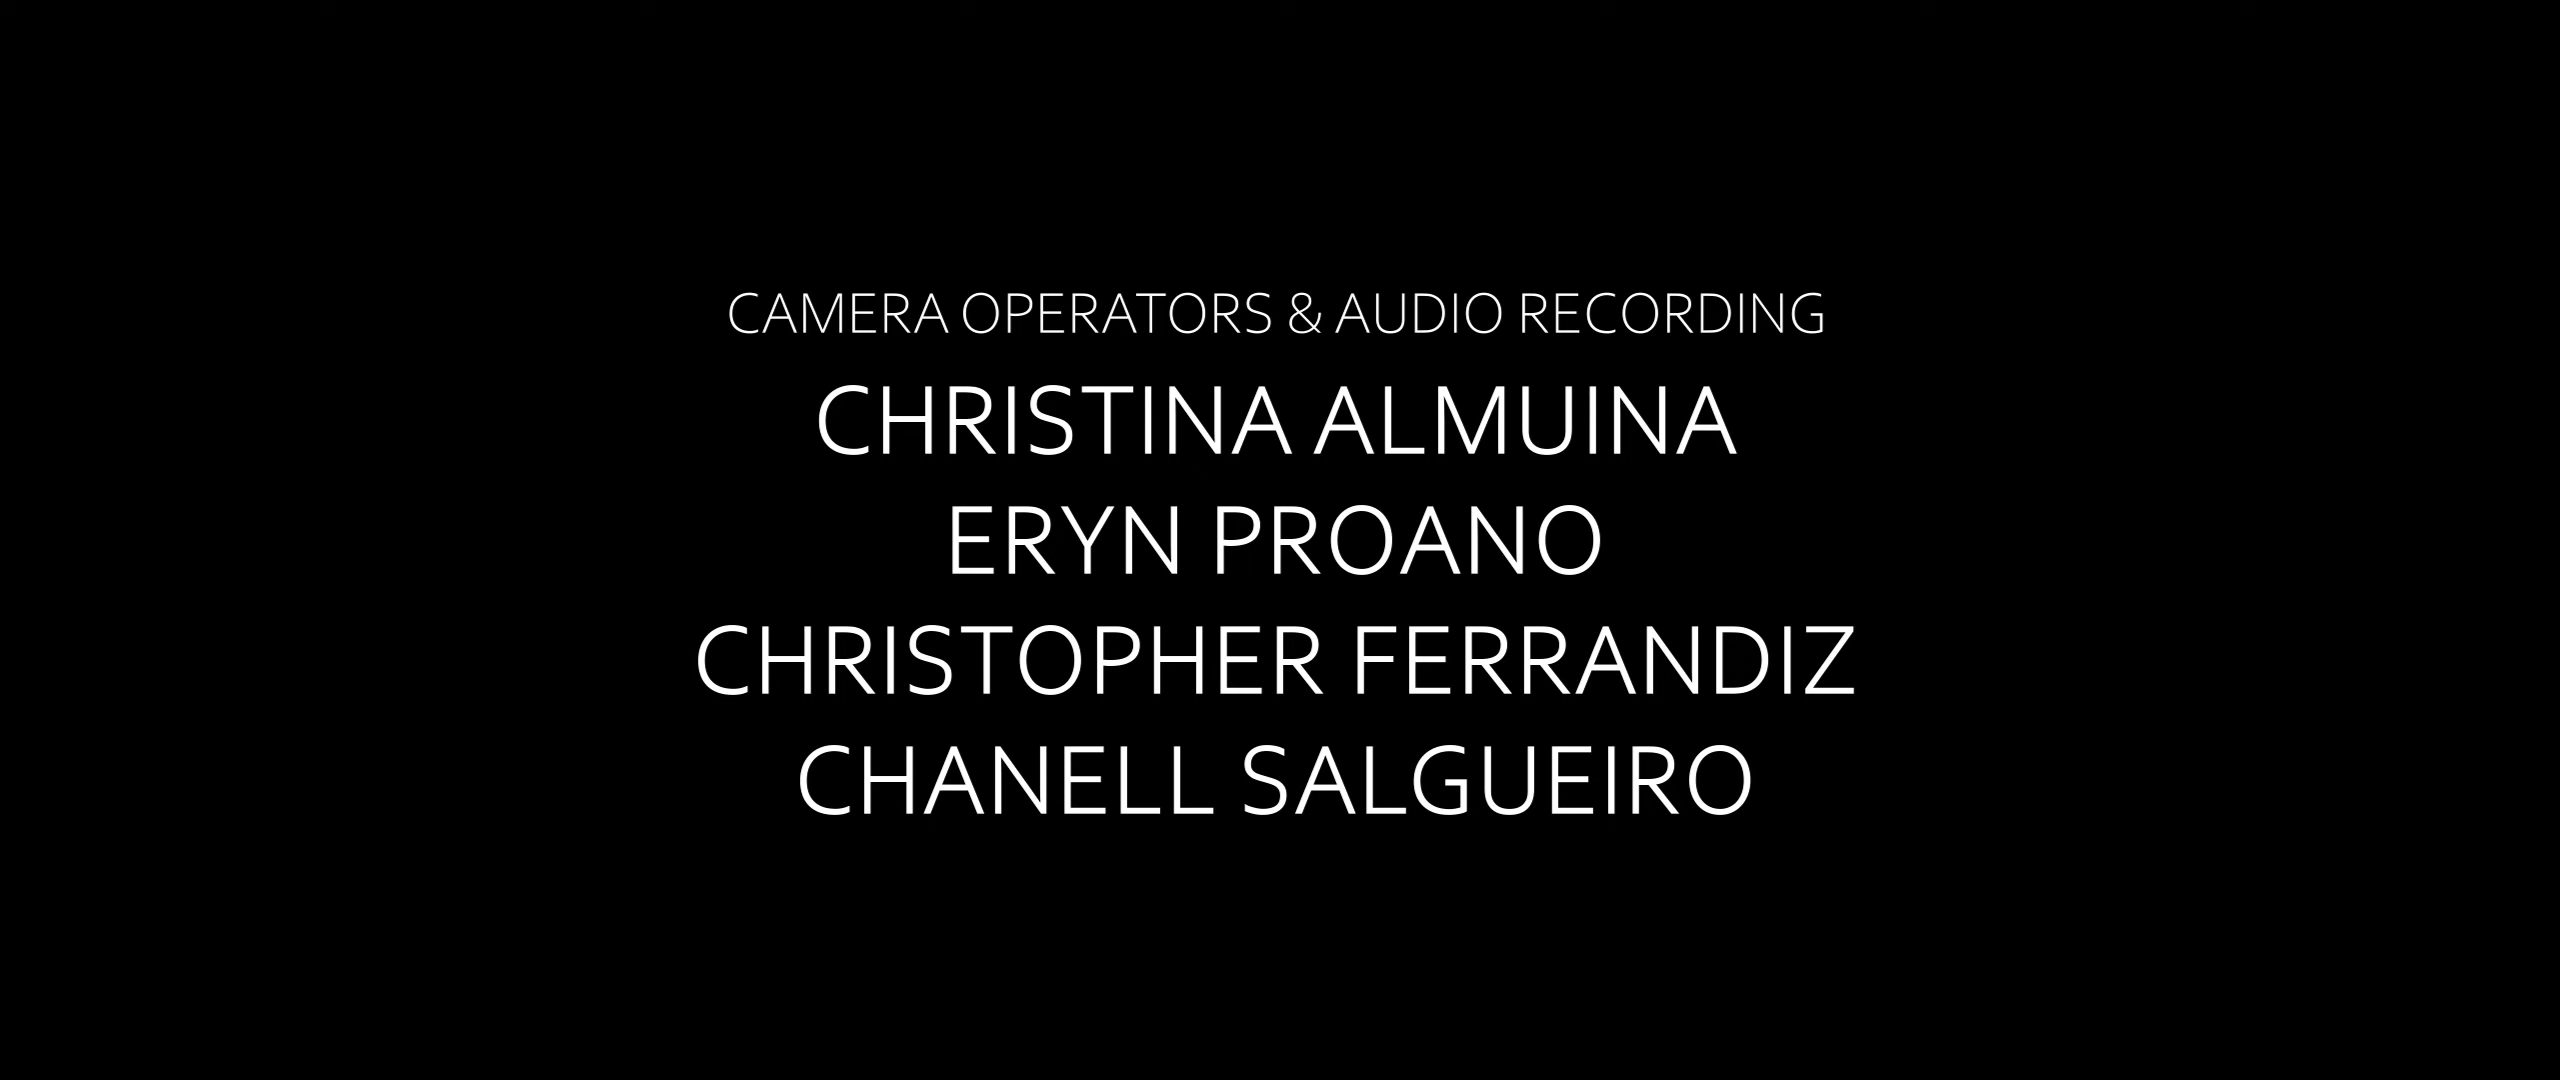 CAMERA OPERATORS & AUDIO RECORDING
CHRISTINA ALMUINA
ERYN PROANO
CHRISTOPHER FERRANDIZ
CHANELL SALGUEIRO